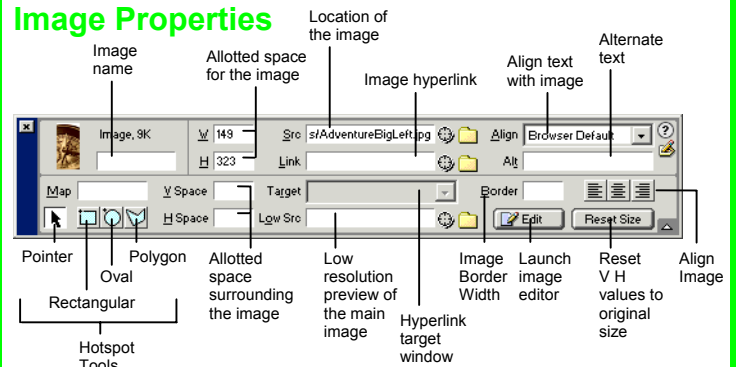 Image Properties
Image
name
Allotted space
for the image
Location of
the image
Image hyperlink
Align text
with image
Alternate
text
Image, 9K
W 149
Src s/AdventureBigLeft.jpg
Align Browser Default
?
H 323
Link
Alt
Map
V Space
Target
Border
H Space
Low Src
Edit
Reset Size
Pointer
Oval
Polygon
Rectangular
Hotspot
Tools
Allotted
space
surrounding
the image
Low
resolution
preview of
the main
image
Hyperlink
target
window
Image
Border
Width
Launch
image
editor
Reset
V H
values to
original
size
Align
Image